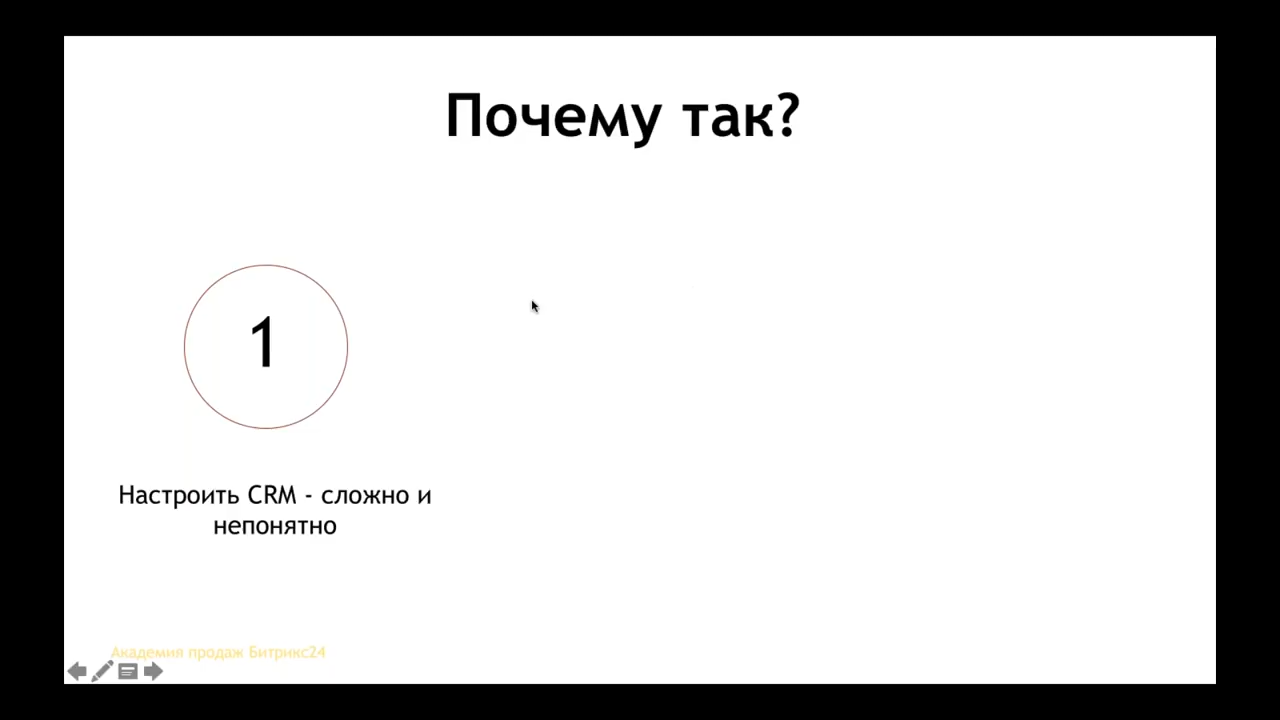 Почему так?
1
Настроить CRM - сложно и
непонятно
Академия продаж Битрикс24